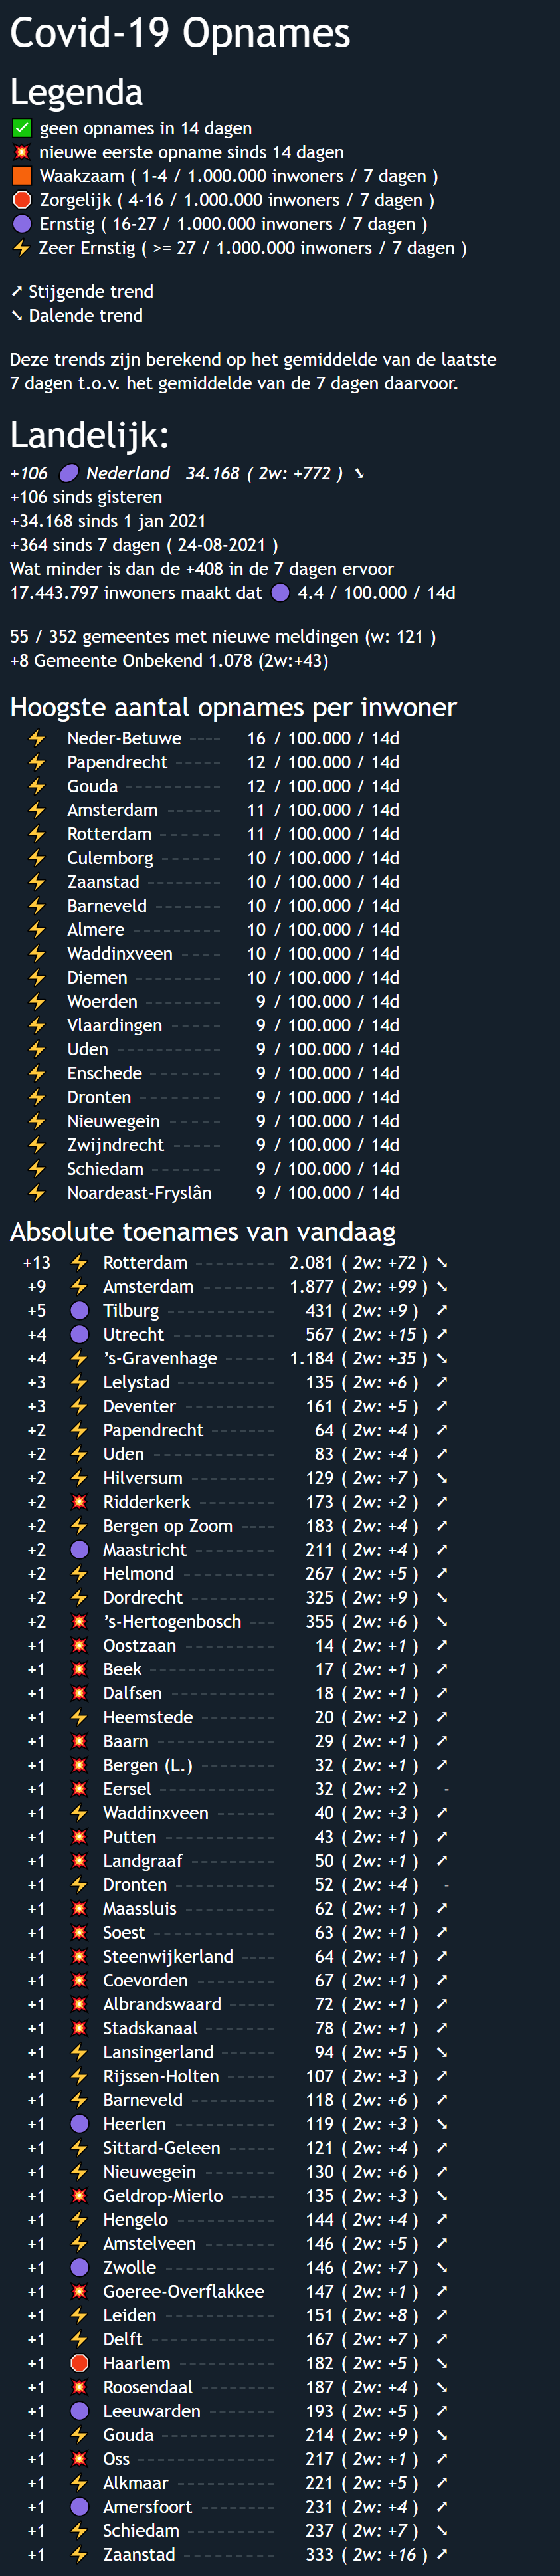 Covid-19 Opnames
Legenda
✅ geen opnames in 14 dagen
💥 nieuwe eerste opname sinds 14 dagen
🟧 Waakzaam ( 1-4 / 1.000.000 inwoners / 7 dagen )
🛑 Zorgelijk ( 4-16 / 1.000.000 inwoners / 7 dagen )
🟣 Ernstig ( 16-27 / 1.000.000 inwoners / 7 dagen )
⚡ Zeer Ernstig ( >= 27 / 1.000.000 inwoners / 7 dagen )
➚ Stijgende trend
➘ Dalende trend
Deze trends zijn berekend op het gemiddelde van de laatste
7 dagen t.o.v. het gemiddelde van de 7 dagen daarvoor.
Landelijk:
+106 🟣 Nederland 34.168 ( 2w: +772 ) ➘
+106 sinds gisteren
+34.168 sinds 1 jan 2021
+364 sinds 7 dagen ( 24-08-2021 )
Wat minder is dan de +408 in de 7 dagen ervoor
17.443.797 inwoners maakt dat 🟣 4.4 / 100.000 / 14d
55 / 352 gemeentes met nieuwe meldingen (w: 121 )
+8 Gemeente Onbekend 1.078 (2w:+43)
Hoogste aantal opnames per inwoner
⚡ Neder-Betuwe ---- 16 / 100.000 / 14d
⚡ Papendrecht ----- 12 / 100.000 / 14d
⚡ Gouda ---------- 12 / 100.000 / 14d
⚡ Amsterdam ------ 11 / 100.000 / 14d
⚡ Rotterdam ------- 11 / 100.000 / 14d
⚡ Culemborg ------ 10 / 100.000 / 14d
⚡ Zaanstad -------- 10 / 100.000 / 14d
⚡ Barneveld ------- 10 / 100.000 / 14d
⚡ Almere ---------- 10 / 100.000 / 14d
⚡ Waddinxveen ----- 10 / 100.000 / 14d
⚡ Diemen --------- 10 / 100.000 / 14d
⚡ Woerden -------- 9 / 100.000 / 14d
⚡ Vlaardingen ----- 9 / 100.000 / 14d
⚡ Uden ----------- 9 / 100.000 / 14d
⚡ Enschede -------- 9 / 100.000 / 14d
⚡ Dronten --------- 9 / 100.000 / 14d
⚡ Nieuwegein ------ 9 / 100.000 / 14d
⚡ Zwijndrecht ----- 9 / 100.000 / 14d
⚡ Schiedam ------- 9 / 100.000 / 14d
⚡ Noardeast-Fryslân 9 / 100.000 / 14d
Absolute toenames van vandaag
+13 ⚡ Rotterdam --------- 2.081 ( 2w: +72 ) ➘
+9 ⚡ Amsterdam --------- 1.877 ( 2w: +99 ) ➘
+5 🟣 Tilburg ------------ 431 ( 2w: +9 ) ➚
+4 🟣 Utrecht ----------- 567 ( 2w: +15 ) ➚
+4 ⚡ ’s-Gravenhage ------ 1.184 ( 2w: +35 ) ➘
+3 ⚡ Lelystad ----------- 135 ( 2w: +6 ) ➚
+3 ⚡ Deventer ---------- 161 ( 2w: +5 ) ➚
+2 ⚡ Papendrecht ------- 64 ( 2w: +4 ) ➚
+2 ⚡ Uden -------------- 83 ( 2w: +4 ) ➚
+2 ⚡ Hilversum --------- 129 ( 2w: +7 ) ➘
+2 💥 Ridderkerk --------- 173 ( 2w: +2 ) ➚
+2 ⚡ Bergen op Zoom ---- 183 ( 2w: +4 ) ➚
+2 🟣 Maastricht --------- 211 ( 2w: +4 ) ➚
+2 ⚡ Helmond ----------- 267 ( 2w: +5 ) ➚
+2 ⚡ Dordrecht ---------- 325 ( 2w: +9 ) ➘
+2 💥 ’s-Hertogenbosch --- 355 ( 2w: +6 ) ➘
+1 💥 Oostzaan ---------- 14 ( 2w: +1 ) ➚
+1 💥 Beek -------------- 17 ( 2w: +1 ) ➚
+1 💥 Dalfsen ------------ 18 ( 2w: +1 ) ➚
+1 ⚡ Heemstede -------- 20 ( 2w: +2 ) ➚
+1 💥 Baarn ------------- 29 ( 2w: +1 ) ➚
+1 💥 Bergen (L.) -------- 32 ( 2w: +1 ) ➚
+1 💥 Eersel ------------- 32 ( 2w: +2 ) -
+1 ⚡ Waddinxveen ------- 40 ( 2w: +3 ) ➚
+1 💥 Putten ------------- 43 ( 2w: +1 ) ➚
+1 💥 Landgraaf ---------- 50 ( 2w: +1 ) ➚
+1 ⚡ Dronten ----------- 52 ( 2w: +4 ) -
+1 💥 Maassluis ---------- 62 ( 2w: +1 ) ➚
+1 💥 Soest -------------- 63 ( 2w: +1 ) ➚
+1 💥 Steenwijkerland ---- 64 ( 2w: +1 ) ➚
+1 💥 Coevorden --------- 67 ( 2w: +1 ) ➚
+1 💥 Albrandswaard ----- 72 ( 2w: +1 ) ➚
+1 💥 Stadskanaal -------- 78 ( 2w: +1 ) ➚
+1 ⚡ Lansingerland ------ 94 ( 2w: +5 ) ➘
+1 ⚡ Rijssen-Holten ------ 107 ( 2w: +3 ) ➚
+1 ⚡ Barneveld ---------- 118 ( 2w: +6 ) ➚
+1 🟣 Heerlen ------------ 119 ( 2w: +3 ) ➘
+1 ⚡ Sittard-Geleen ------ 121 ( 2w: +4 ) ➚
+1 ⚡ Nieuwegein --------- 130 ( 2w: +6 ) ➚
+1 💥 Geldrop-Mierlo ----- 135 ( 2w: +3 ) ➘
+1 ⚡ Hengelo ------------ 144 ( 2w: +4 ) ➚
+1 ⚡ Amstelveen --------- 146 ( 2w: +5 ) ➚
+1 🟣 Zwolle ------------- 146 ( 2w: +7 ) ➘
+1 💥 Goeree-Overflakkee 147 ( 2w: +1 ) ➚
+1 ⚡ Leiden ------------- 151 ( 2w: +8 ) ➚
+1 ⚡ Delft -------------- 167 ( 2w: +7 ) ➚
+1 🛑 Haarlem ----------- 182 ( 2w: +5 ) ➘
+1 💥 Roosendaal --------- 187 ( 2w: +4 ) ➘
+1 🟣 Leeuwarden -------- 193 ( 2w: +5 ) ➚
+1 ⚡ Gouda ------------- 214 ( 2w: +9 ) ➘
+1 💥 Oss --------------- 217 ( 2w: +1 ) ➚
+1 ⚡ Alkmaar ------------ 221 ( 2w: +5 ) ➚
+1 🟣 Amersfoort --------- 231 ( 2w: +4 ) ➚
+1 ⚡ Schiedam ---------- 237 ( 2w: +7 ) ➘
+1 ⚡ Zaanstad ----------- 333 ( 2w: +16 ) ➚